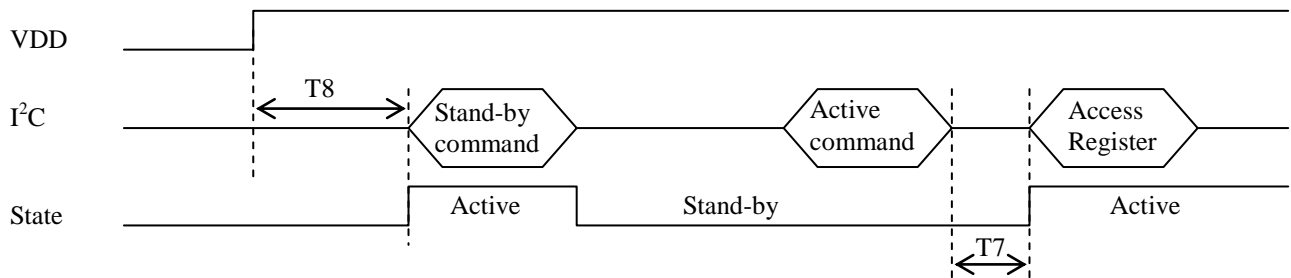 VDD
T8
I²C
Stand-by
command
Active
command
Access
Register
State
Active
Stand-by
Active
T7